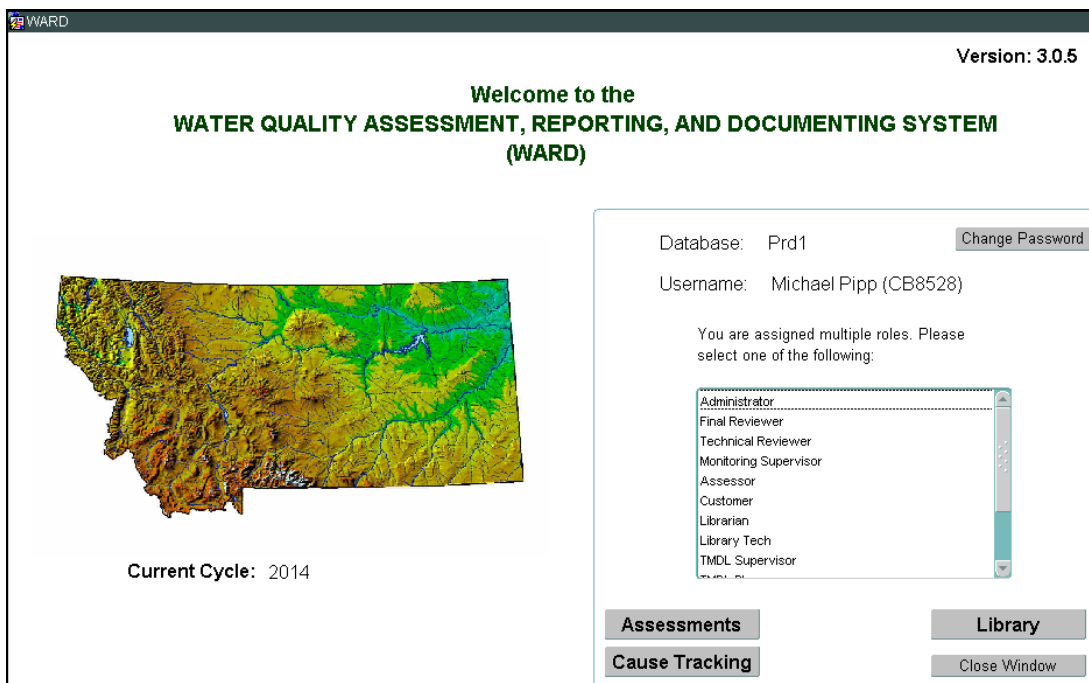 WARD
Version: 3.0.5
Welcome to the
WATER QUALITY ASSESSMENT, REPORTING, AND DOCUMENTING SYSTEM
(WARD)
Database: Prd1
Change Password
Username: Michael Pipp (CB8528)
You are assigned multiple roles. Please
select one of the following:
Administrator
Final Reviewer
Technical Reviewer
Monitoring Supervisor
Assessor
Customer
Librarian
Library Tech
TMDL Supervisor
Current Cycle: 2014
Assessments
Library
Cause Tracking
Close Window